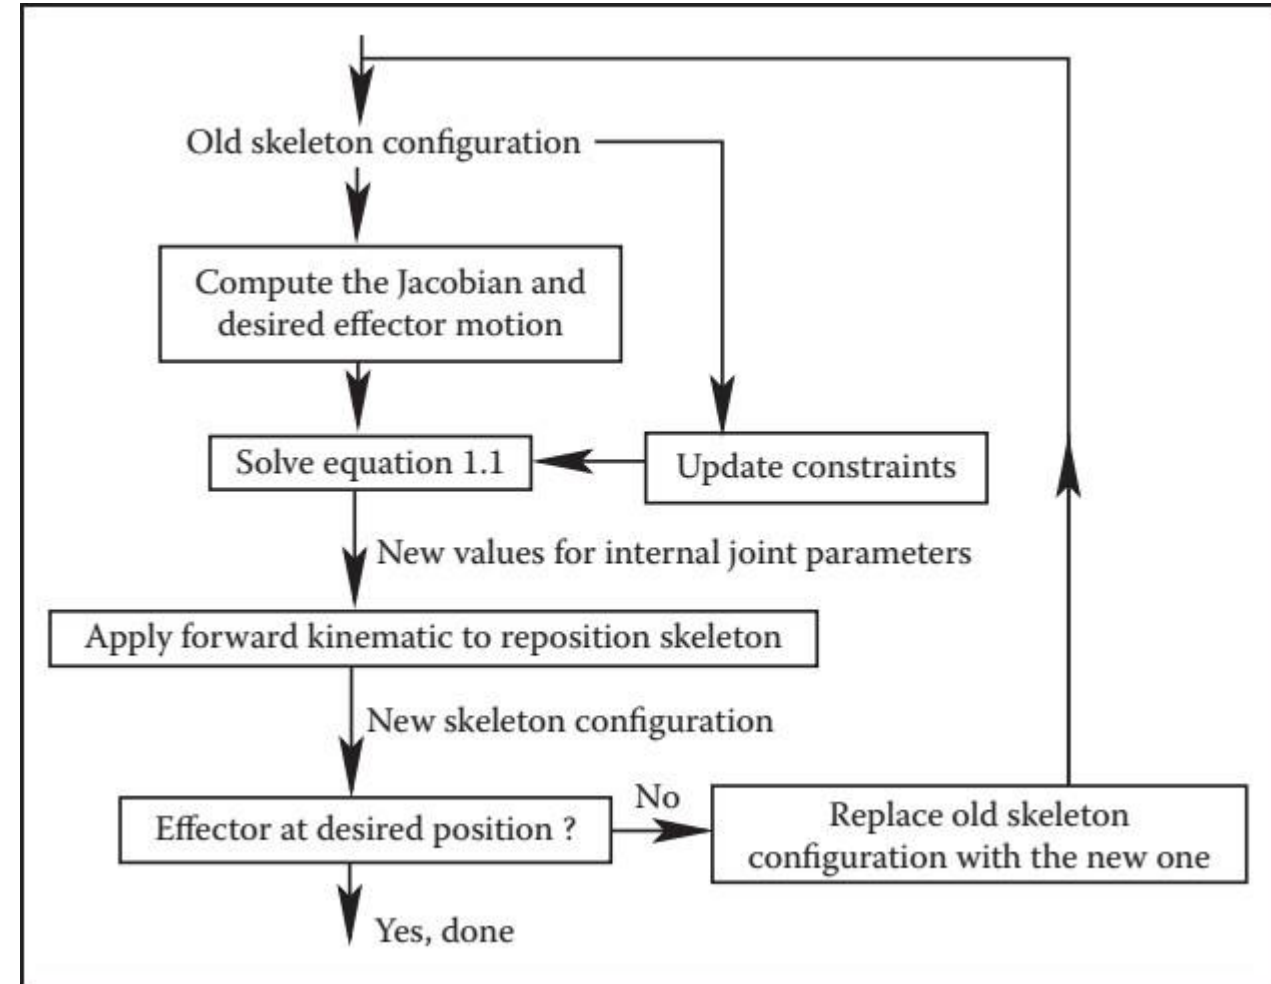 Old skeleton configuration
Compute the Jacobian and
desired effector motion
Solve equation 1.1
Update constraints
New values for internal joint parameters
Apply forward kinematic to reposition skeleton
New skeleton configuration
Effector at desired position ?
No
Replace old skeleton
configuration with the new one
Yes, done